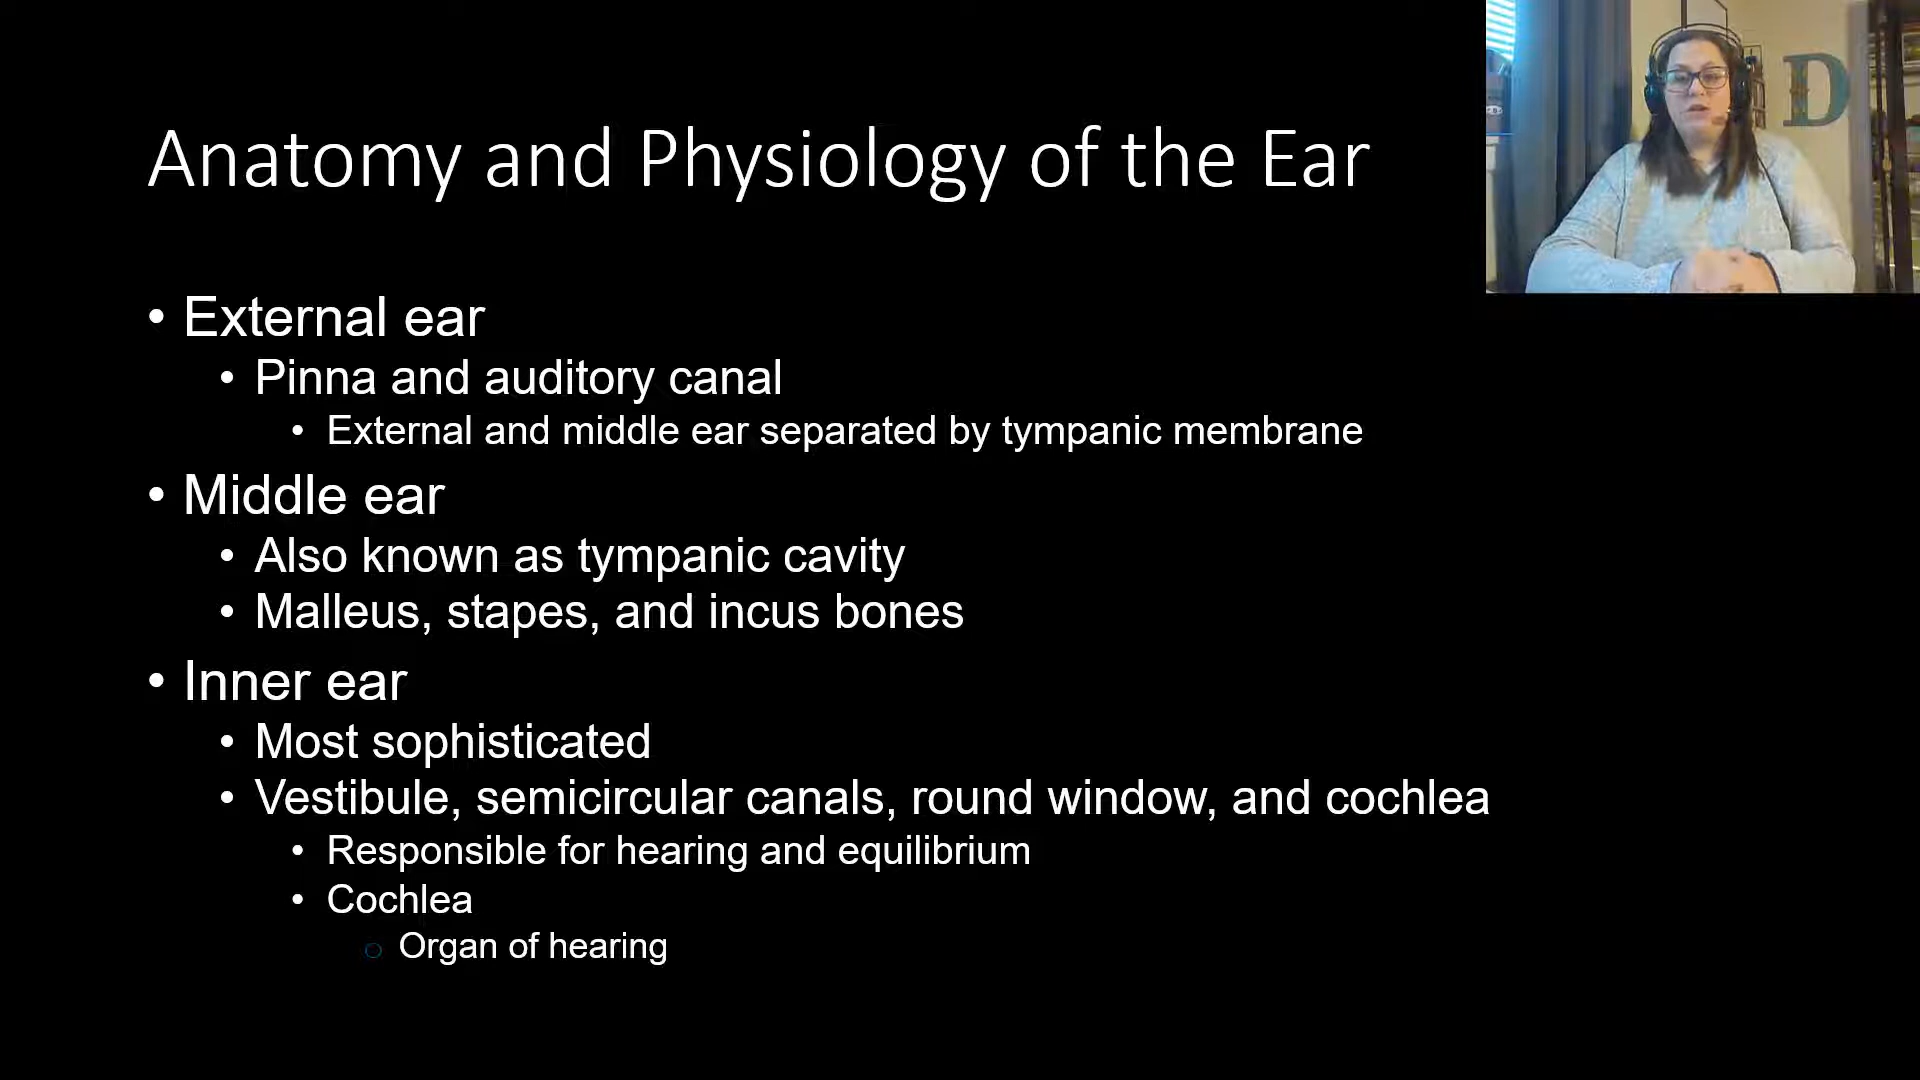 Anatomy and Physiology of the Ear
D
• External ear
• Pinna and auditory canal
• External and middle ear separated by tympanic membrane
• Middle ear
• Also known as tympanic cavity
• Malleus, stapes, and incus bones
• Inner ear
• Most sophisticated
• Vestibule, semicircular canals, round window, and cochlea
• Responsible for hearing and equilibrium
• Cochlea
○ Organ of hearing